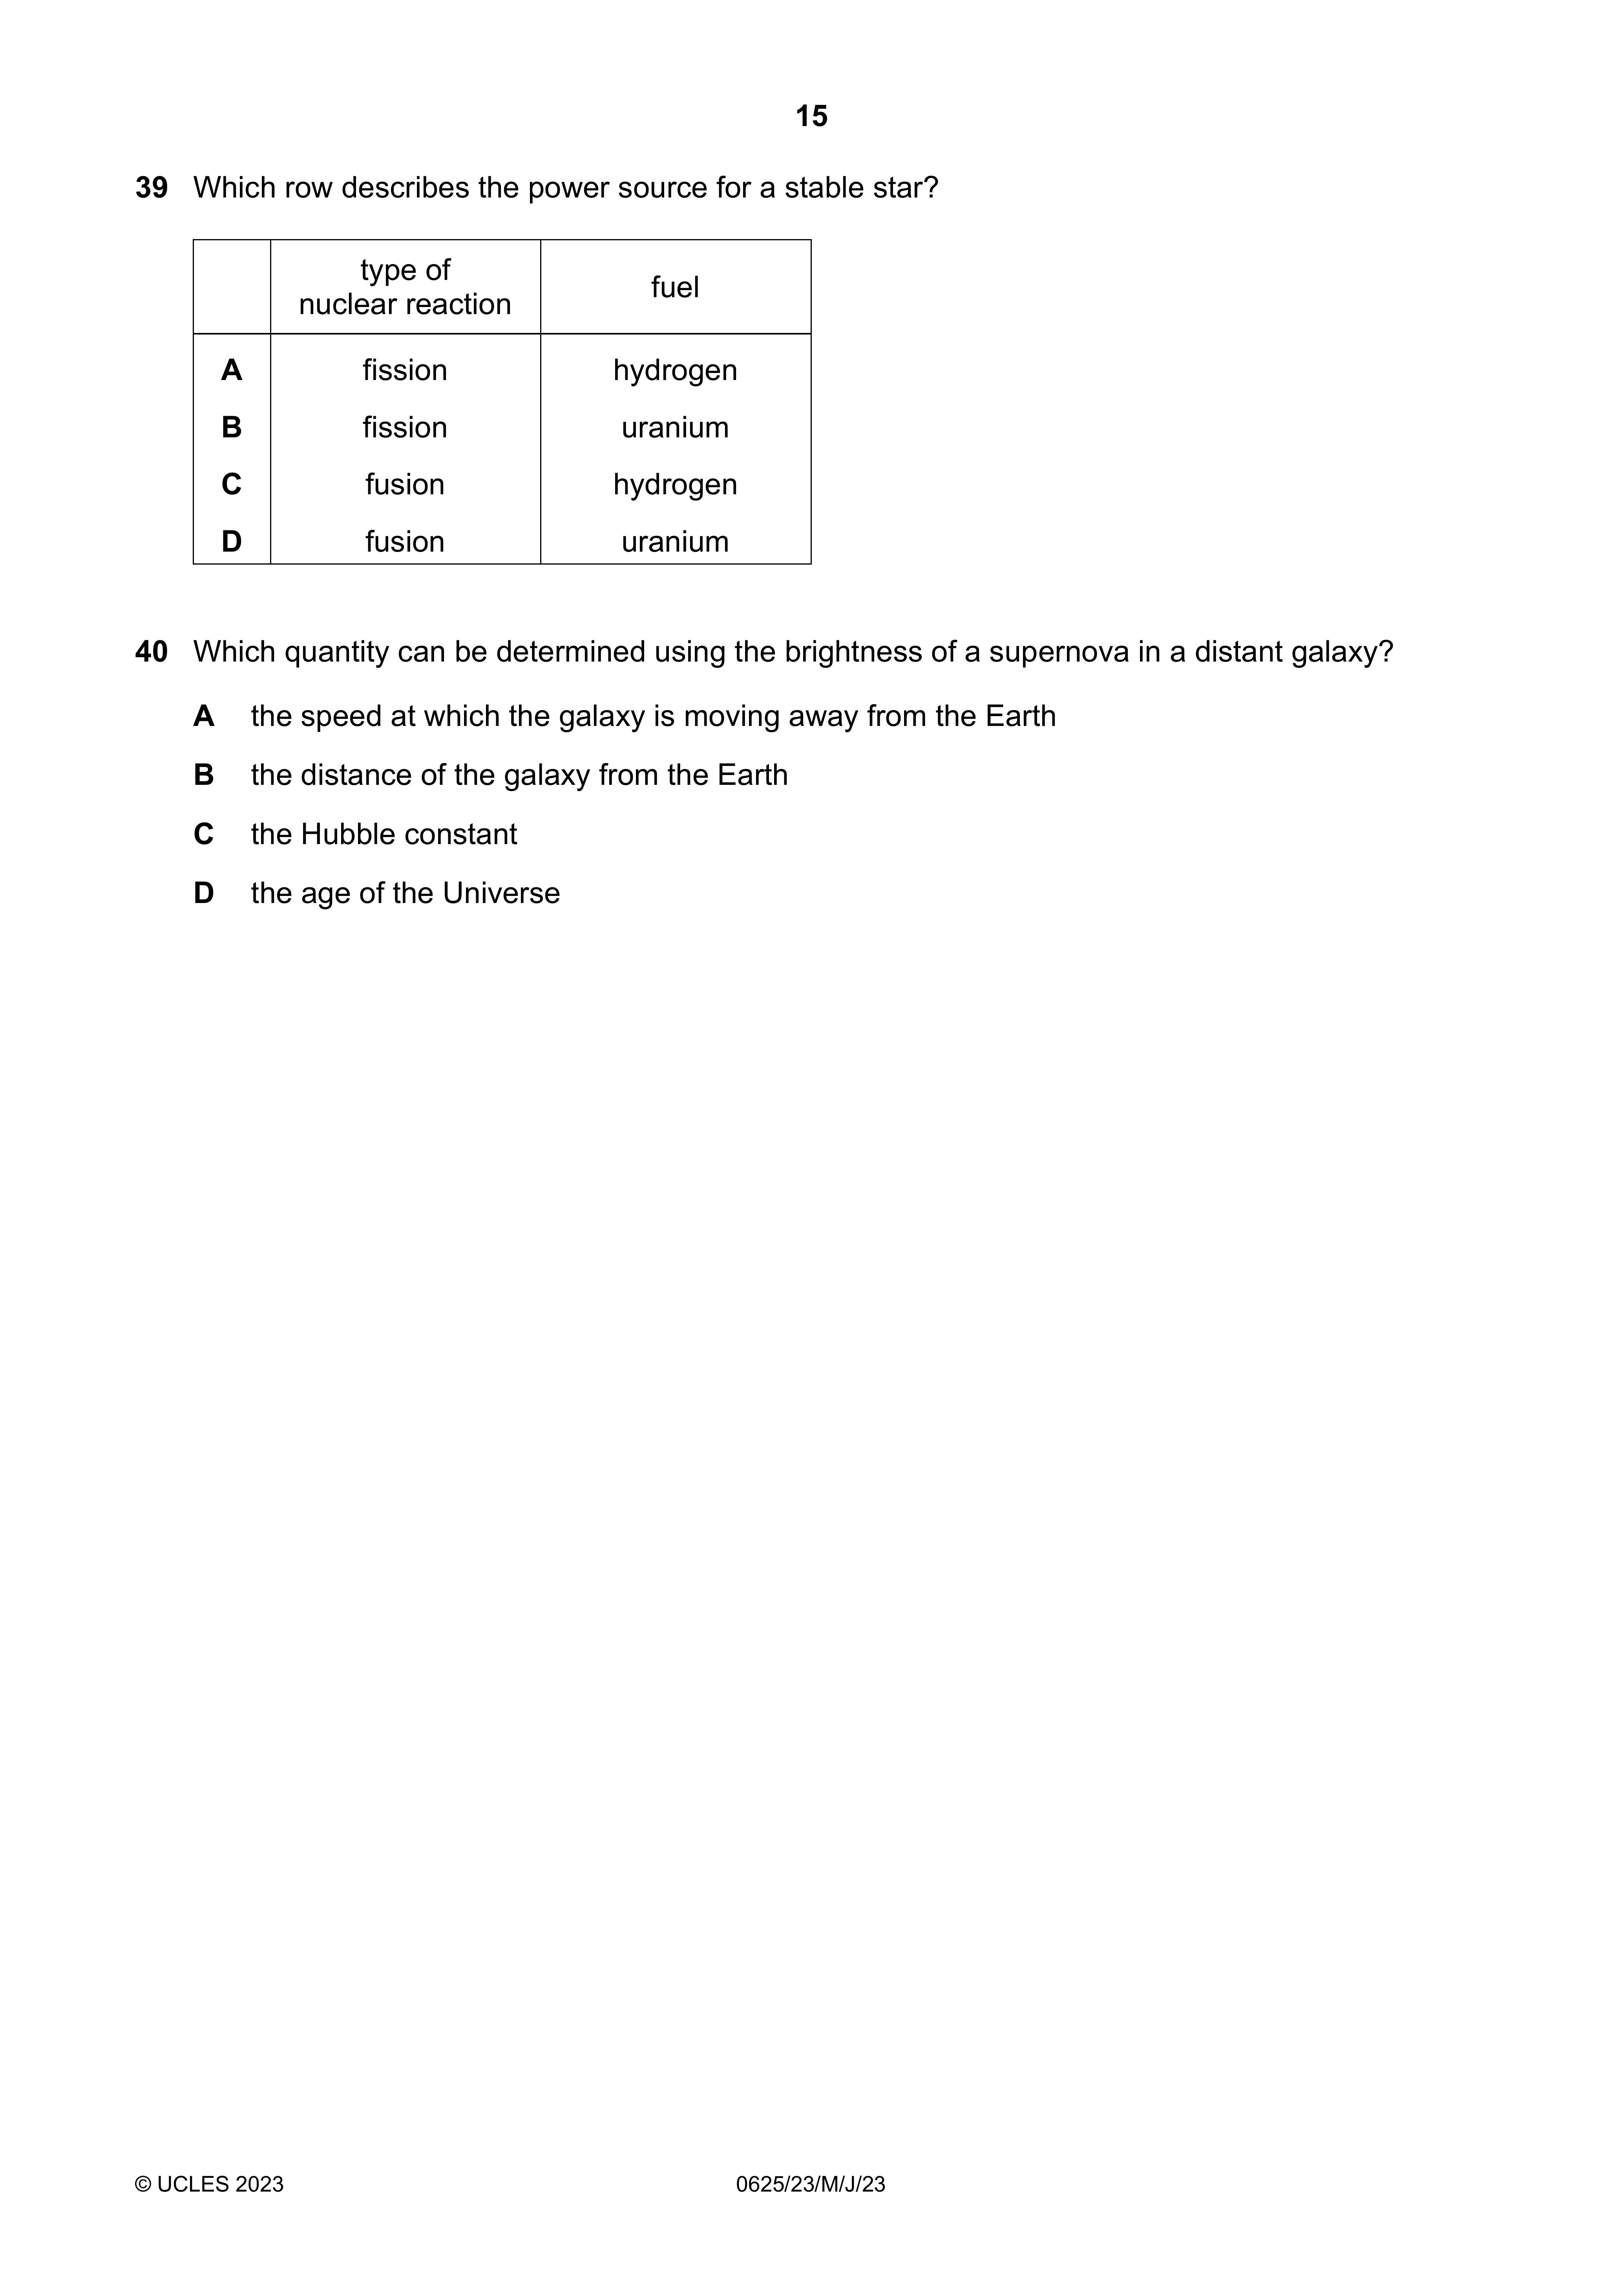 15
39 Which row describes the power source for a stable star?
type of
nuclear reaction
fuel
A fission hydrogen
B fission uranium
C fusion hydrogen
D fusion uranium
40 Which quantity can be determined using the brightness of a supernova in a distant galaxy?
A the speed at which the galaxy is moving away from the Earth
B the distance of the galaxy from the Earth
C the Hubble constant
D the age of the Universe
© UCLES 2023 0625/23/M/J/23